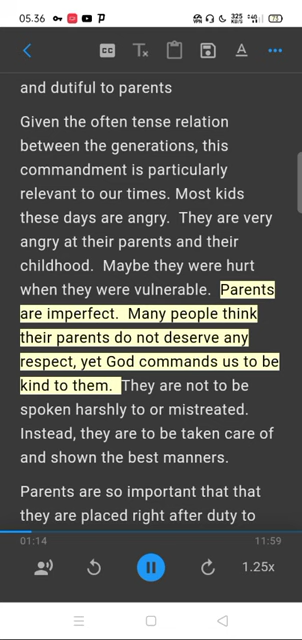 05.36
325
KB/S
4G
72
CC
and dutiful to parents
Given the often tense relation
between the generations, this
commandment is particularly
relevant to our times. Most kids
these days are angry.  They are very
angry at their parents and their
childhood.  Maybe they were hurt
when they were vulnerable.  Parents
are imperfect.  Many people think
their parents do not deserve any
respect, yet God commands us to be
kind to them.  They are not to be
spoken harshly to or mistreated.
Instead, they are to be taken care of
and shown the best manners.
Parents are so important that that
they are placed right after duty to
01:14
11:59
1.25x